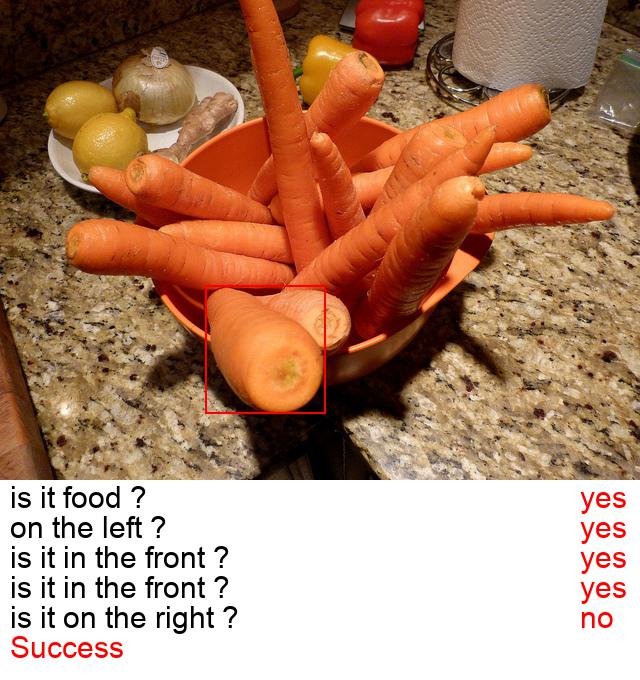 is it food ? yes
on the left ? yes
is it in the front ? yes
is it in the front ? yes
is it on the right ? no
Success